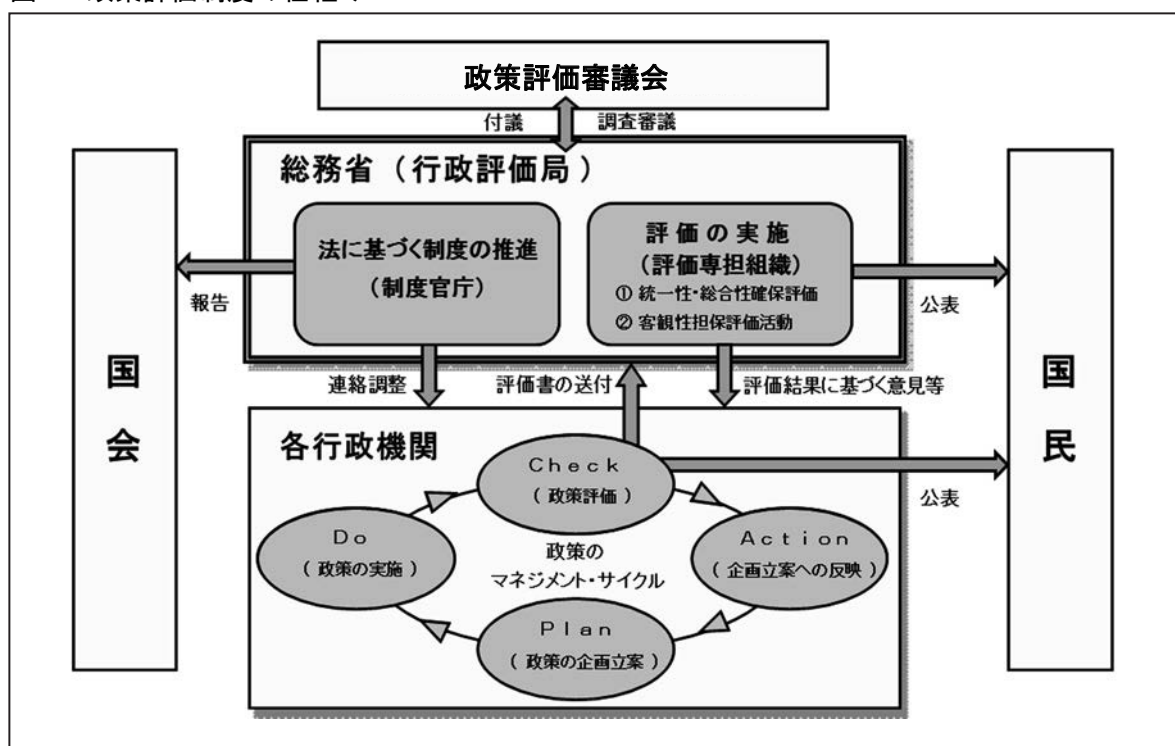 政策評価審議会
付議 調査審議
総務省（行政評価局）
法に基づく制度の推進
（制度官庁）
評価の実施
（評価専担組織）
① 統一性・総合性確保評価
② 客観性担保評価活動
報告
公表
国会
国民
連絡調整
評価書の送付
評価結果に基づく意見等
各行政機関
Check
（政策評価）
Do
（政策の実施）
政策の
マネジメント・サイクル
Action
（企画立案への反映）
Plan
（政策の企画立案）
公表